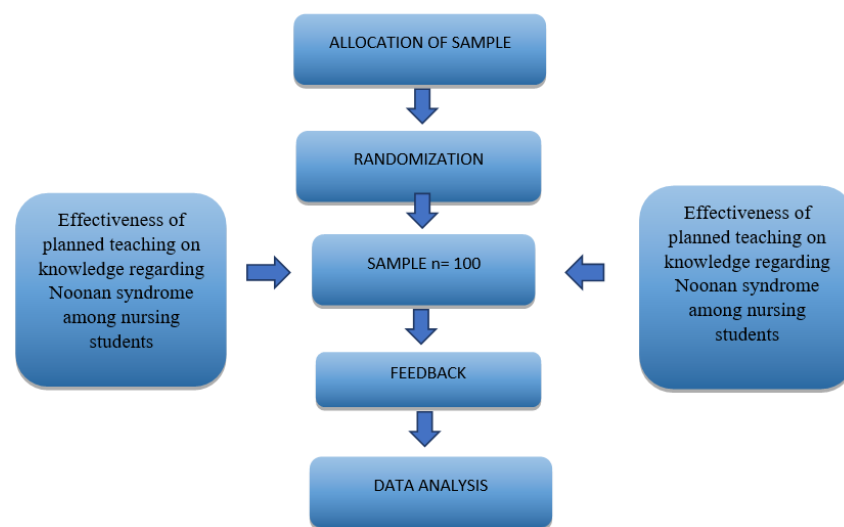 ALLOCATION OF SAMPLE
RANDOMIZATION
Effectiveness of
planned teaching on
knowledge regarding
Noonan syndrome
among nursing
students
SAMPLE n= 100
Effectiveness of
planned teaching on
knowledge regarding
Noonan syndrome
among nursing
students
FEEDBACK
DATA ANALYSIS